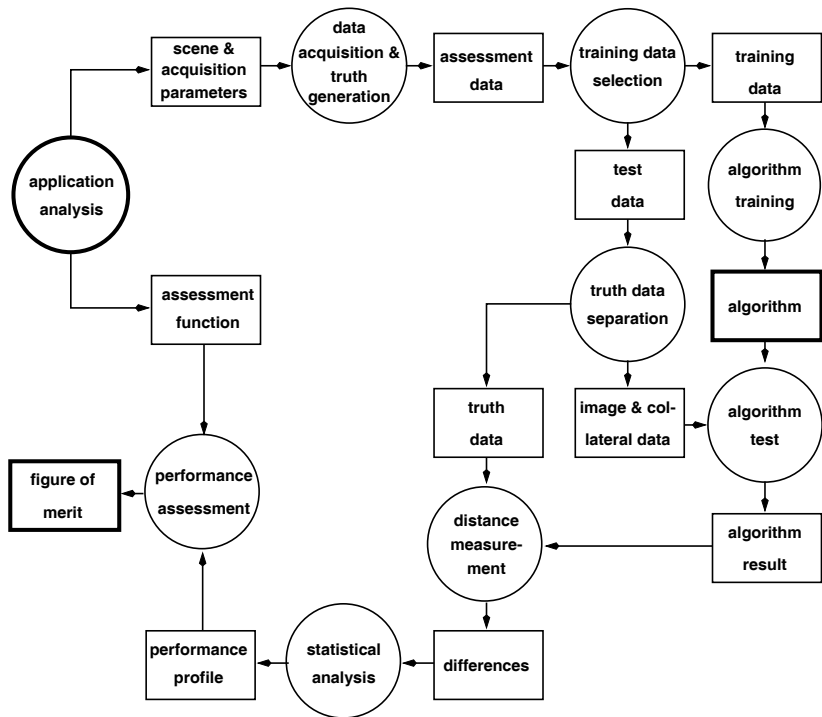 scene &
acquisition
parameters
data
acquisition &
truth
generation
assessment
data
training data
selection
training
data
application
analysis
test
data
algorithm
training
assessment
function
truth data
separation
algorithm
truth
data
image & col-
lateral data
algorithm
test
figure of
merit
performance
assessment
distance
measure-
ment
algorithm
result
performance
profile
statistical
analysis
differences